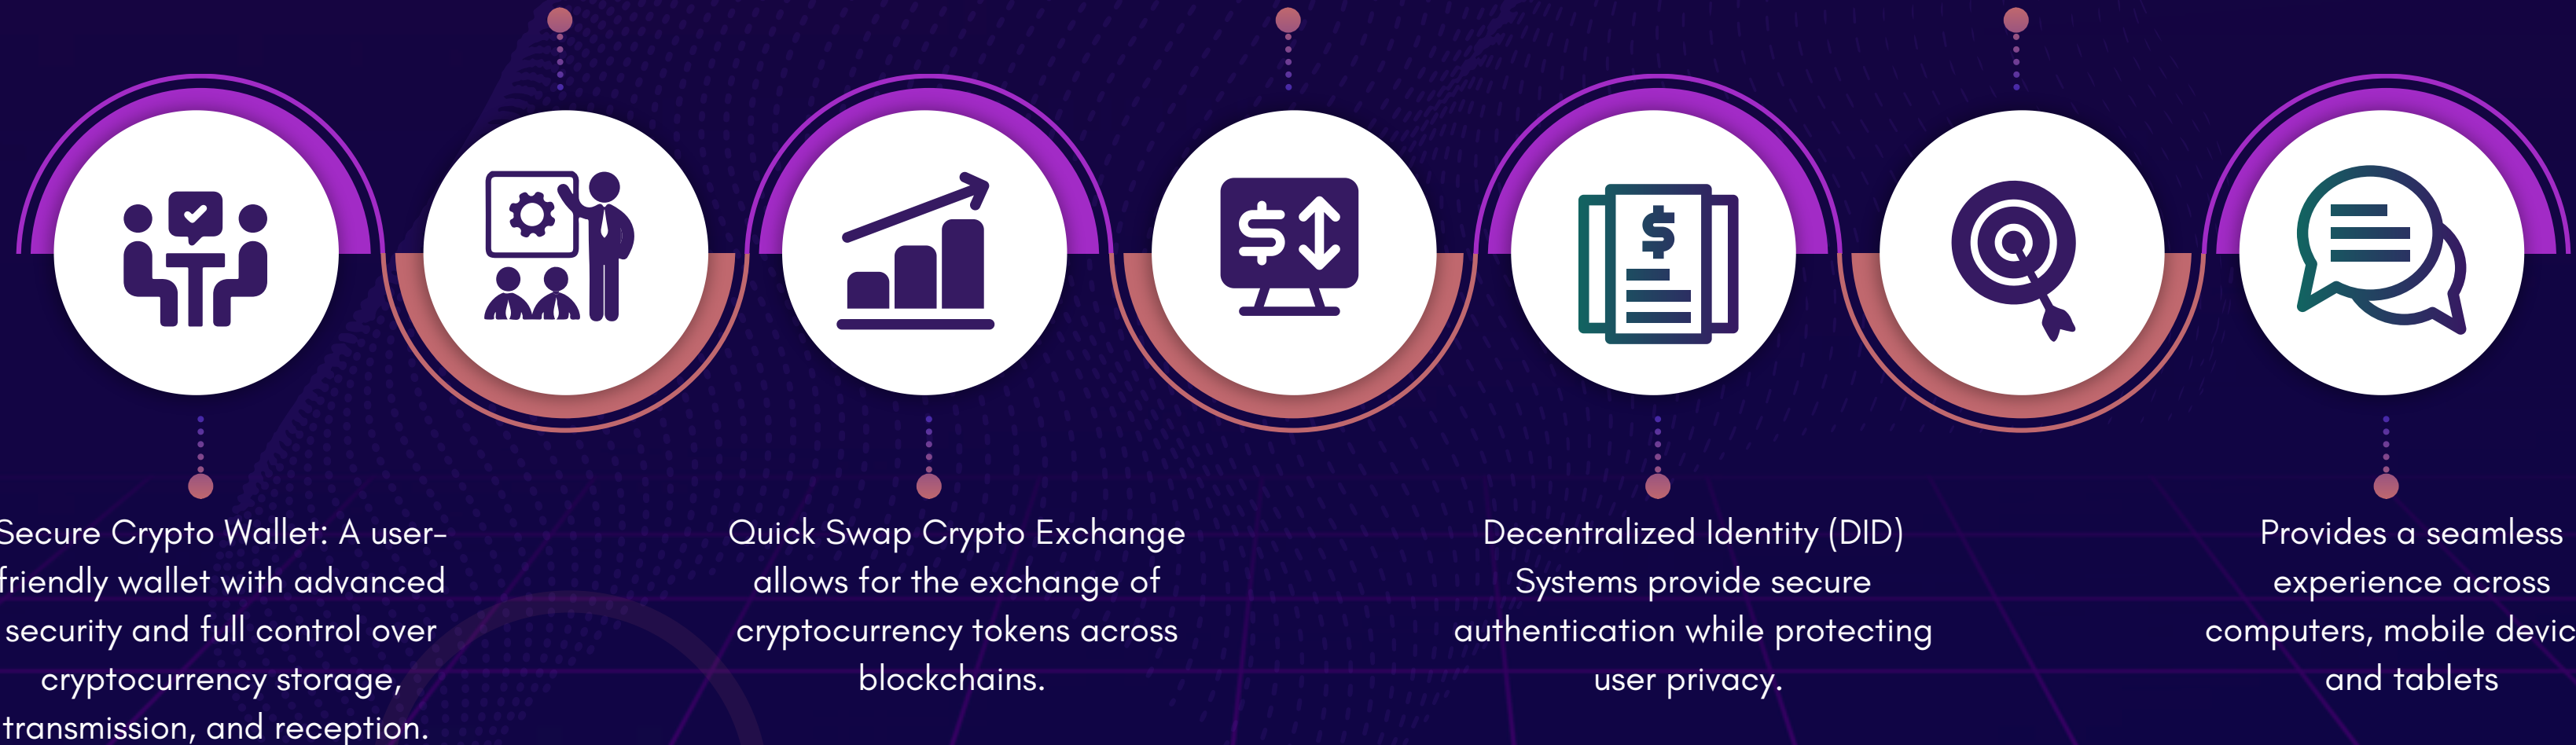 Secure Crypto Wallet: A user-
friendly wallet with advanced
security and full control over
cryptocurrency storage,
transmission, and reception.
Quick Swap Crypto Exchange
allows for the exchange of
cryptocurrency tokens across
blockchains.
Decentralized Identity (DID)
Systems provide secure
authentication while protecting
user privacy.
Provides a seamless
experience across
computers, mobile devic
and tablets